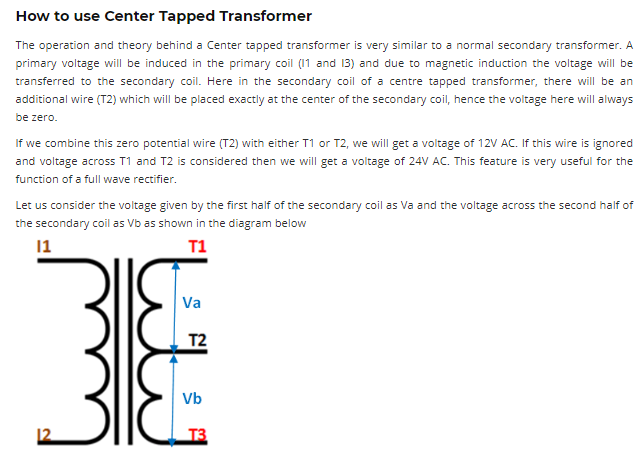 How to use Center Tapped Transformer
The operation and theory behind a Center tapped transformer is very similar to a normal secondary transformer. A
primary voltage will be induced in the primary coil (I1 and I3) and due to magnetic induction the voltage will be
transferred to the secondary coil. Here in the secondary coil of a centre tapped transformer, there will be an
additional wire (T2) which will be placed exactly at the center of the secondary coil, hence the voltage here will always
be zero.
If we combine this zero potential wire (T2) with either T1 or T2, we will get a voltage of 12V AC. If this wire is ignored
and voltage across T1 and T2 is considered then we will get a voltage of 24V AC. This feature is very useful for the
function of a full wave rectifier.
Let us consider the voltage given by the first half of the secondary coil as Va and the voltage across the second half of
the secondary coil as Vb as shown in the diagram below
I1 T1
Va
T2
Vb
I2 T3